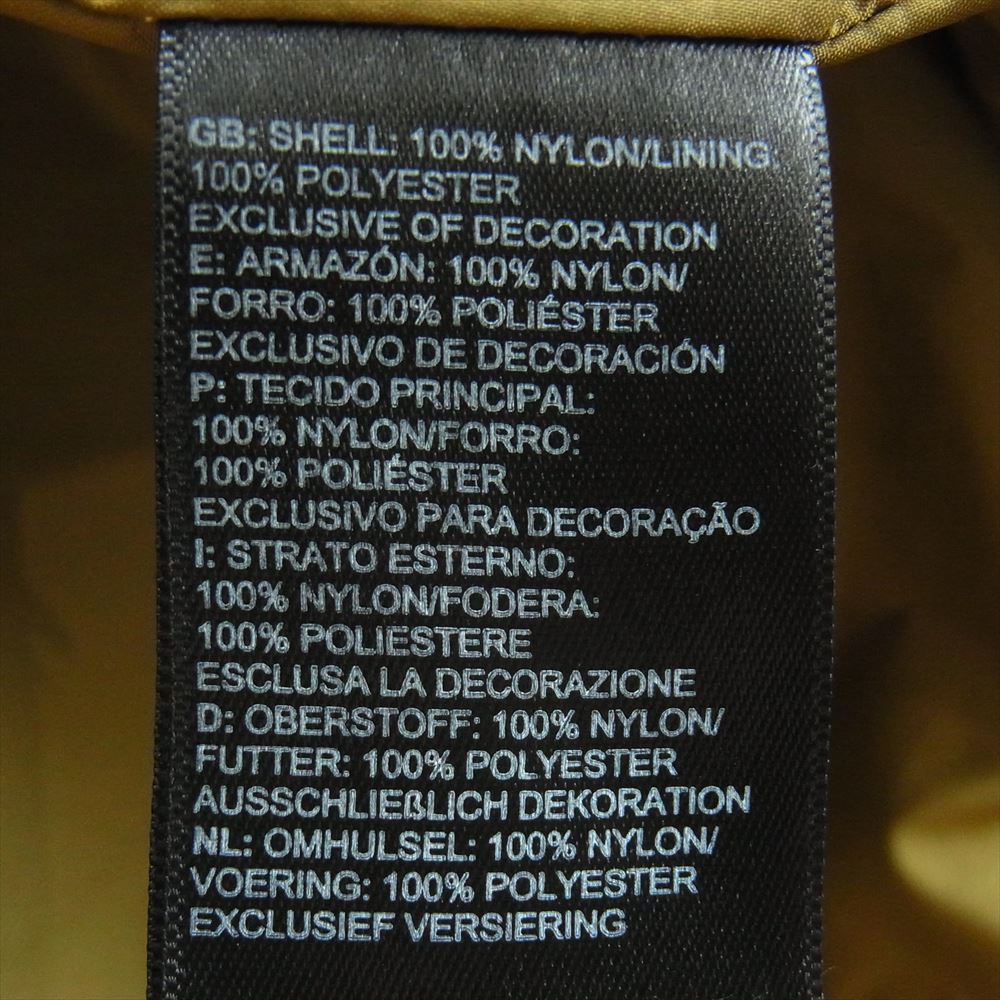 GB: SHELL: 100% NYLON/LINING:
100% POLYESTER
EXCLUSIVE OF DECORATION
E: ARMAZÓN: 100% NYLON/
FORRO: 100% POLIÉSTER
EXCLUSIVO DE DECORACIÓN
P: TECIDO PRINCIPAL:
100% NYLON/FORRO:
100% POLIÉSTER
EXCLUSIVO PARA DECORAÇÃO
I: STRATO ESTERNO:
100% NYLON/FODERA:
100% POLIESTERE
ESCLUSA LA DECORAZIONE
D: OBERSTOFF: 100% NYLON/
FUTTER: 100% POLYESTER
AUSSCHLIEßLICH DEKORATION
NL: OMHULSEL: 100% NYLON/
VOERING: 100% POLYESTER
EXCLUSIEF VERSIERING